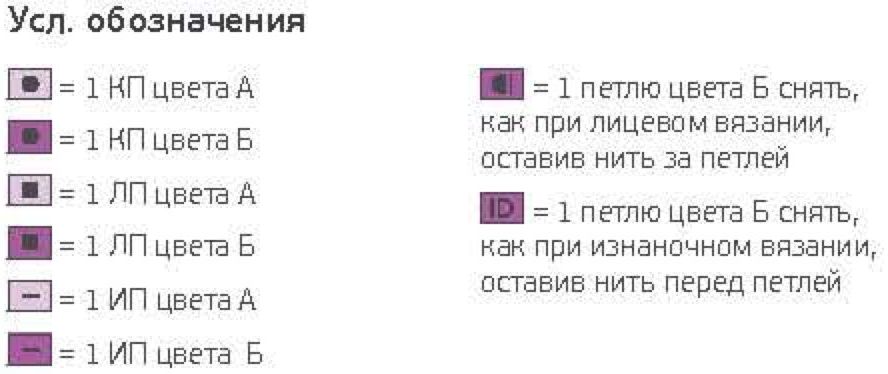 Усл. обозначения
= 1 КП цвета А
= 1 КП цвета Б
= 1 ЛП цвета А
= 1 ЛП цвета Б
= 1 ИП цвета А
= 1 ИП цвета Б
= 1 петлю цвета Б снять,
как при лицевом вязании,
оставив нить за петлей
= 1 петлю цвета Б снять,
как при изнаночном вязании,
оставив нить перед петлей